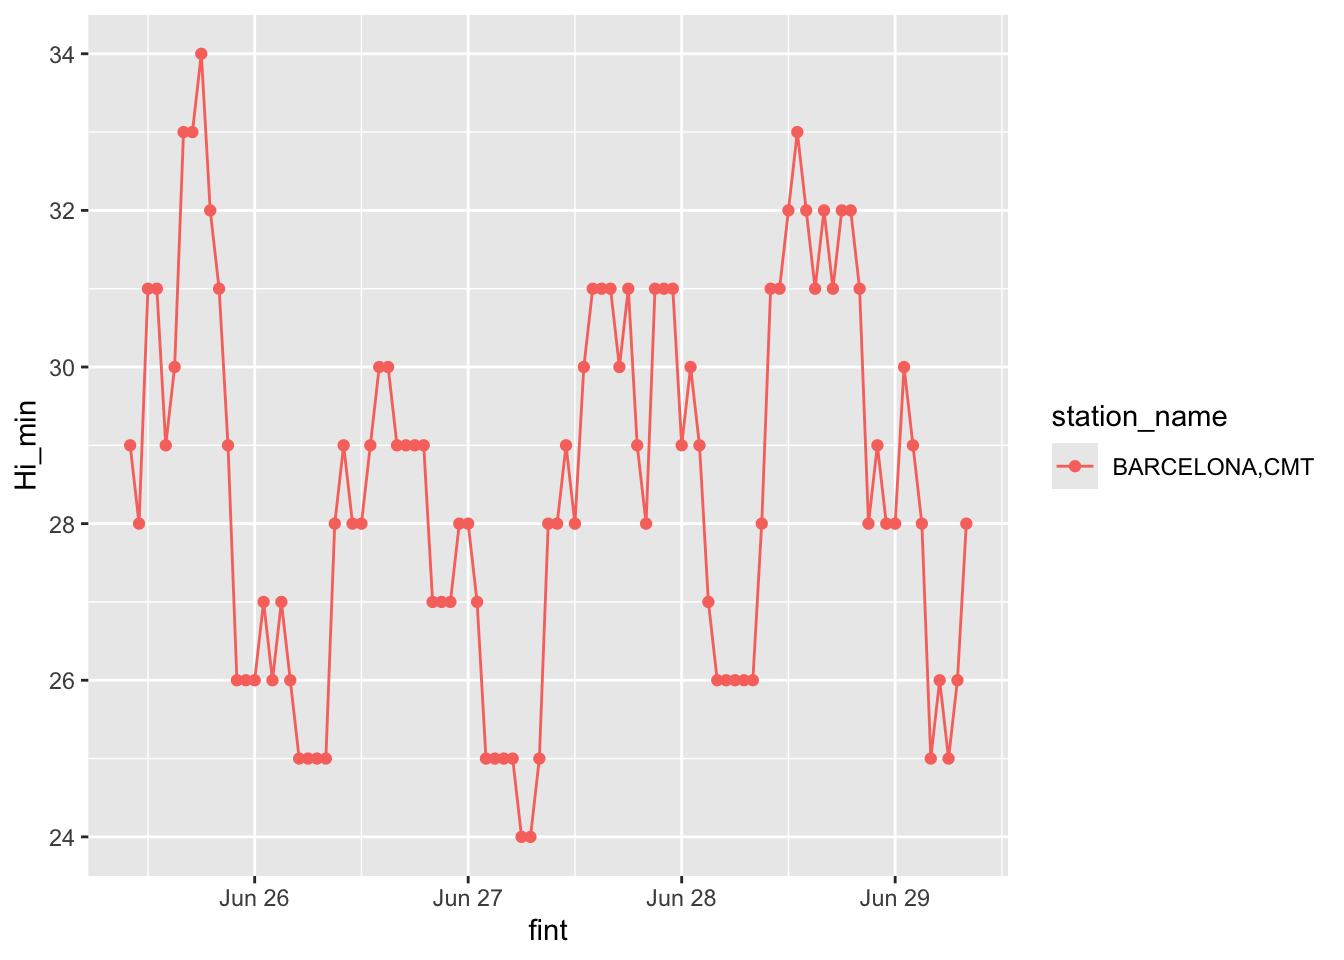 34
32
30
28
26
24
Hi_min
Jun 26
Jun 27
Jun 28
Jun 29
fint
station_name
BARCELONA,CMT